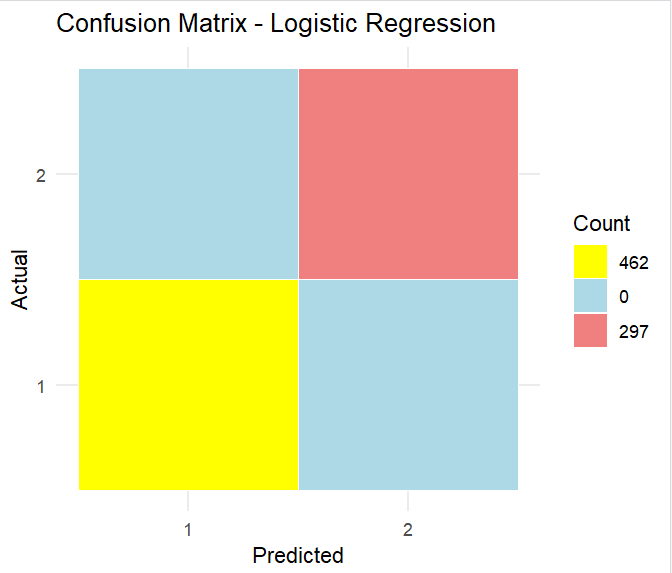 Confusion Matrix - Logistic Regression
2
1
Actual
1
2
Predicted
Count
462
0
297